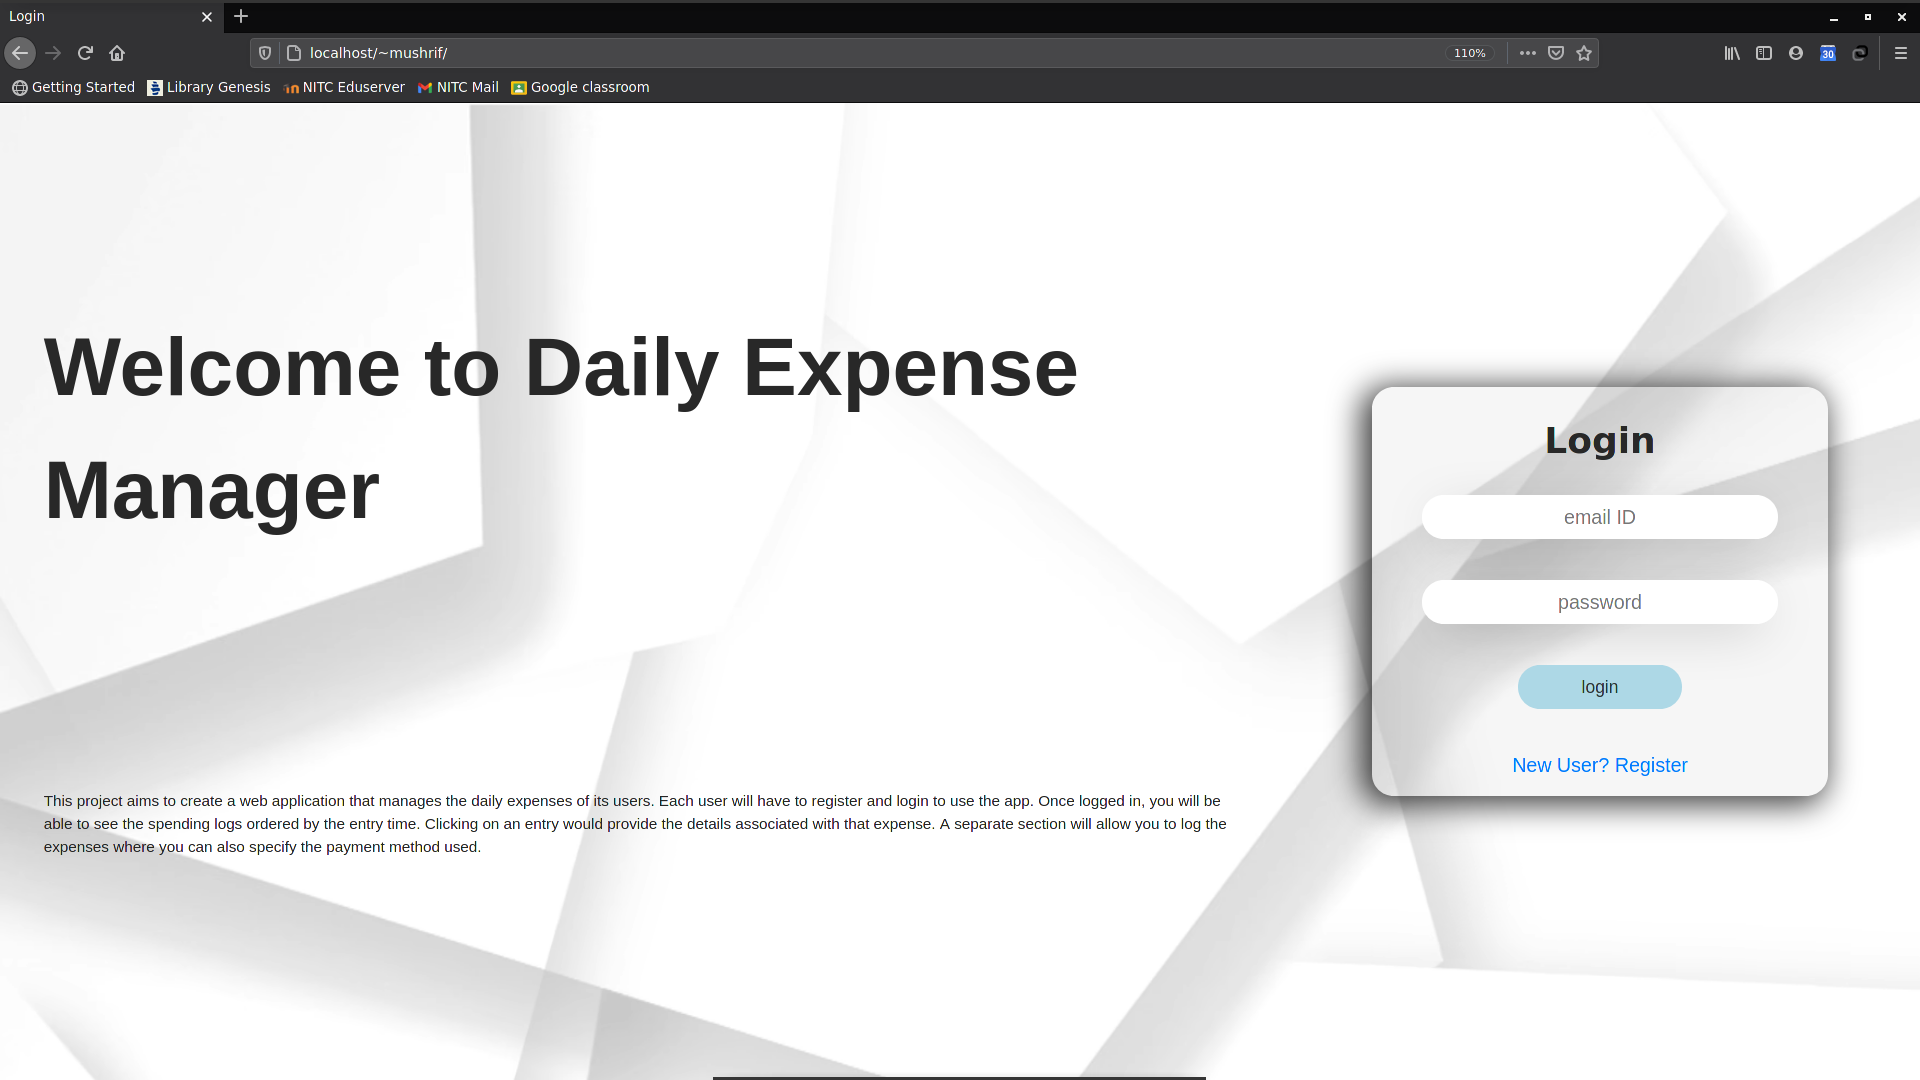 Login
localhost/~mushrif/
110%
30
Getting Started
Library Genesis
NITC Eduserver
NITC Mail
Google classroom
Welcome to Daily Expense
Manager
This project aims to create a web application that manages the daily expenses of its users. Each user will have to register and login to use the app. Once logged in, you will be
able to see the spending logs ordered by the entry time. Clicking on an entry would provide the details associated with that expense. A separate section will allow you to log the
expenses where you can also specify the payment method used.
Login
email ID
password
login
New User? Register